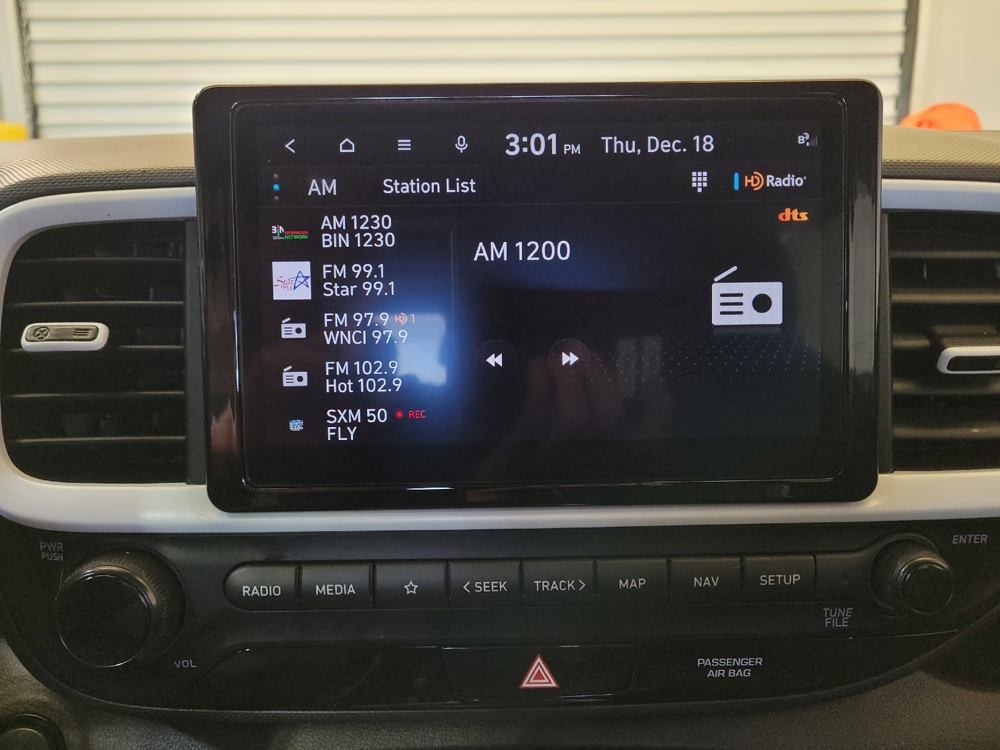 3:01 PM Thu, Dec. 18
AM Station List HD Radio
dts
AM 1230
BIN 1230
FM 99.1
Star 99.1
FM 97.9 HD 1
WNCI 97.9
FM 102.9
Hot 102.9
SXM 50 REC
FLY
AM 1200
PWR
PUSH
VOL
RADIO
MEDIA
< SEEK
TRACK >
MAP
NAV
SETUP
ENTER
TUNE
FILE
PASSENGER
AIR BAG